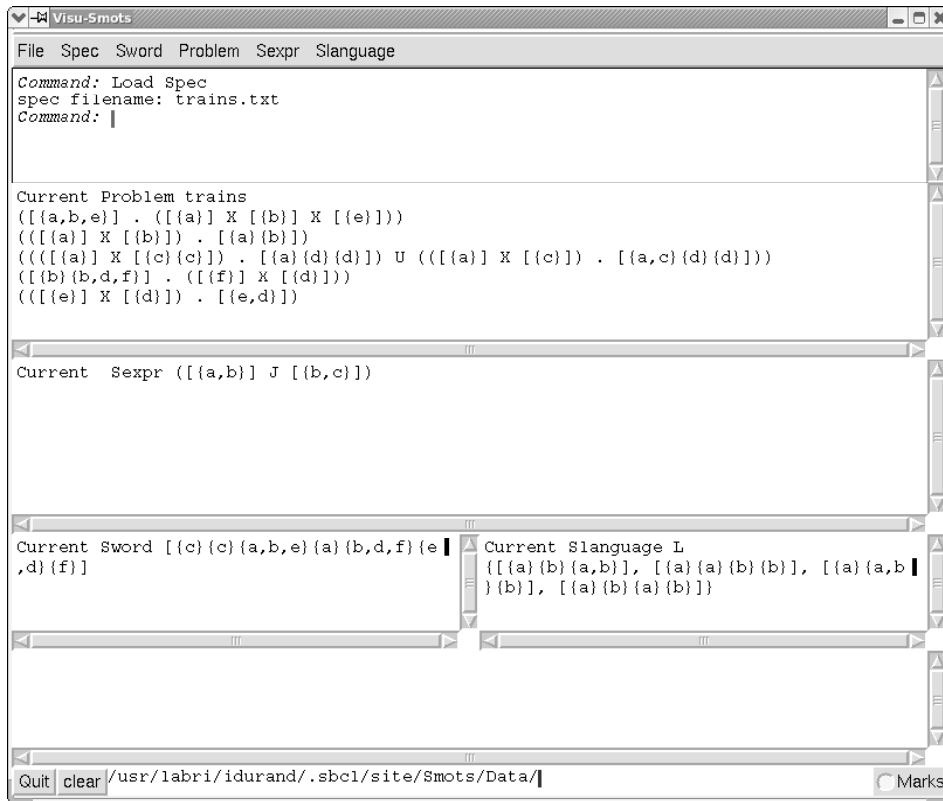 Visu-Smots
File Spec Sword Problem Sexpr Slanguage
Command: Load Spec
spec filename: trains.txt
Command:
Current Problem trains
([{a,b,e}] . ([{a}] X [{b}] X [{e}]))
(([{a}] X [{b}]) . [{a}{b}])
((([{a}] X [{c}{c}]) . [{a}{d}{d}]) U (([{a}] X [{c}]) . [{a,c}{d}{d}]))
([{b}{b,d,f}] . ([{f}] X [{d}]))
(([{e}] X [{d}]) . [{e,d}])
Current  Sexpr ([{a,b}] J [{b,c}])
Current Sword [{c}{c}{a,b,e}{a}{b,d,f}{e
,d}{f}]
Current Slanguage L
{[{a}{b}{a,b}], [{a}{a}{b}{b}], [{a}{a,b
}{b}], [{a}{b}{a}{b}]}
Quit clear /usr/labri/idurand/.sbcl/site/Smots/Data/ Marks